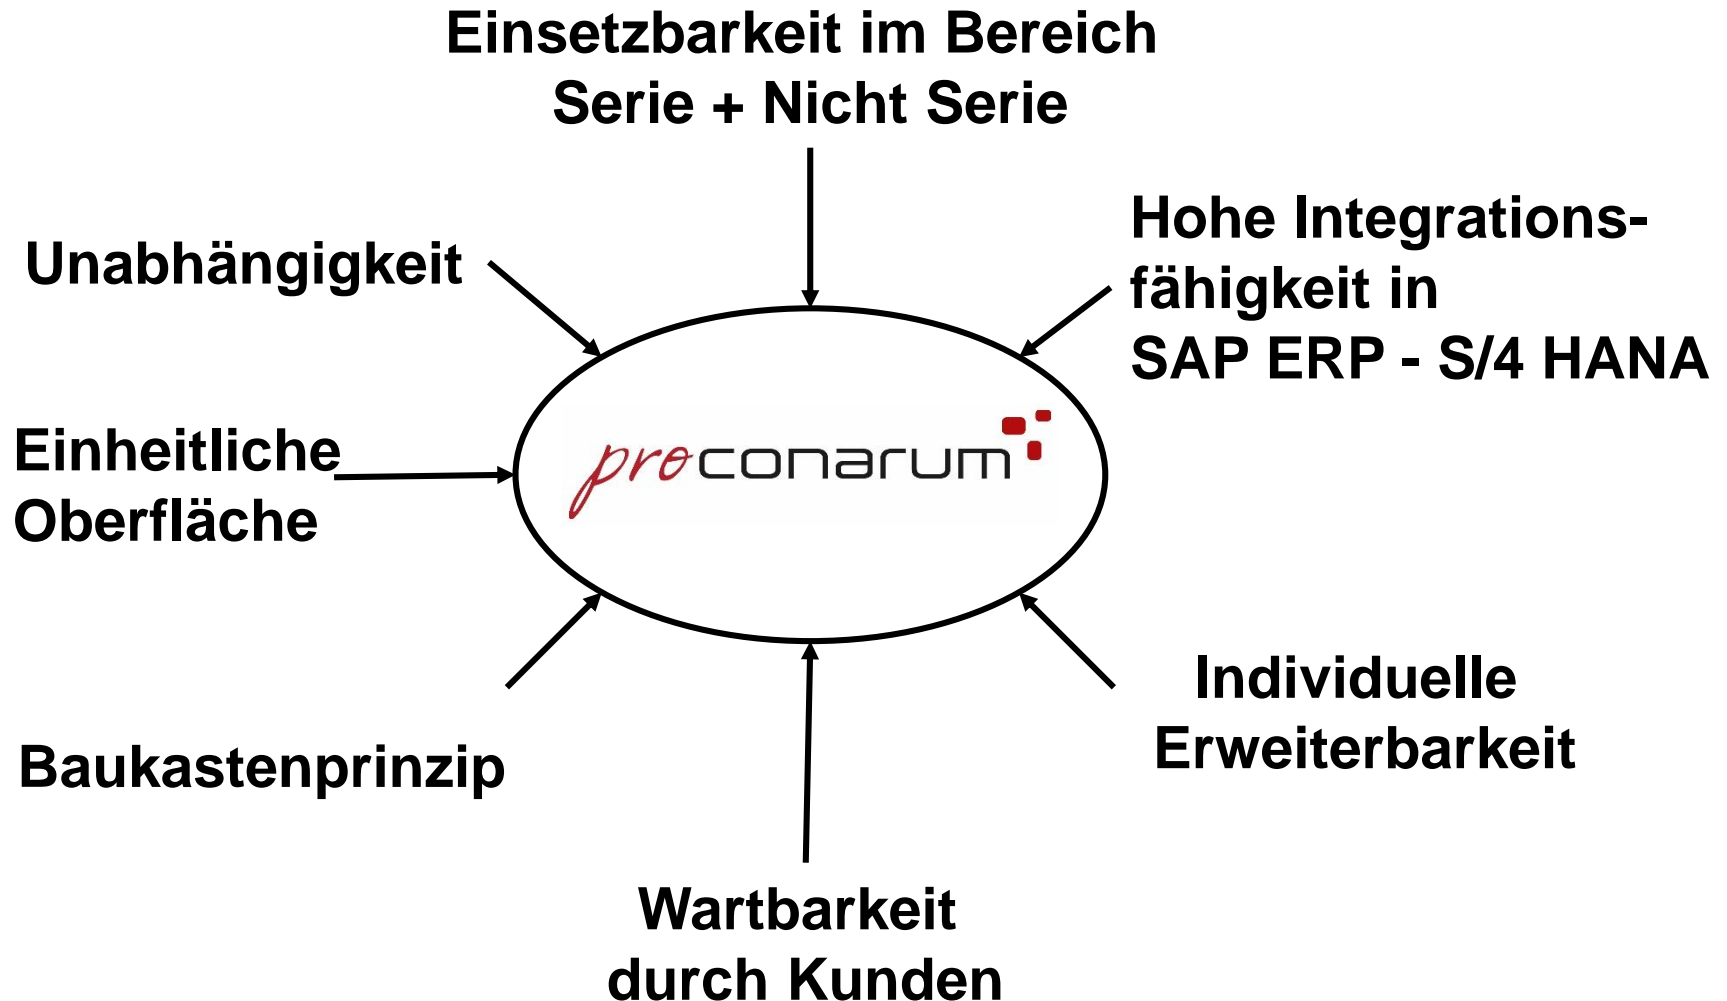 Einsetzbarkeit im Bereich
Serie + Nicht Serie
Unabhängigkeit
Hohe Integrations-
fähigkeit in
SAP ERP - S/4 HANA
Einheitliche
Oberfläche
proconarum
Baukastenprinzip
Individuelle
Erweiterbarkeit
Wartbarkeit
durch Kunden